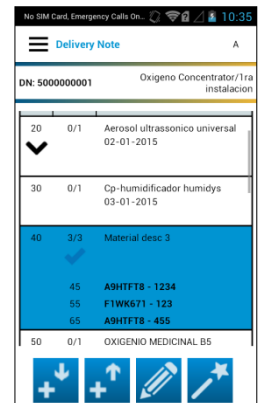 No SIM Card, Emergency Calls On... 10:35
Delivery Note A
DN: 5000000001 Oxigeno Concentrator/1ra
instalacion
20 0/1 Aerosol ultrassonico universal
02-01-2015
30 0/1 Cp-humidificador humidys
03-01-2015
40 3/3 Material desc 3
45 A9HTFT8 - 1234
55 F1WK671 - 123
65 A9HTFT8 - 455
50 0/1 OXIGENIO MEDICINAL B5